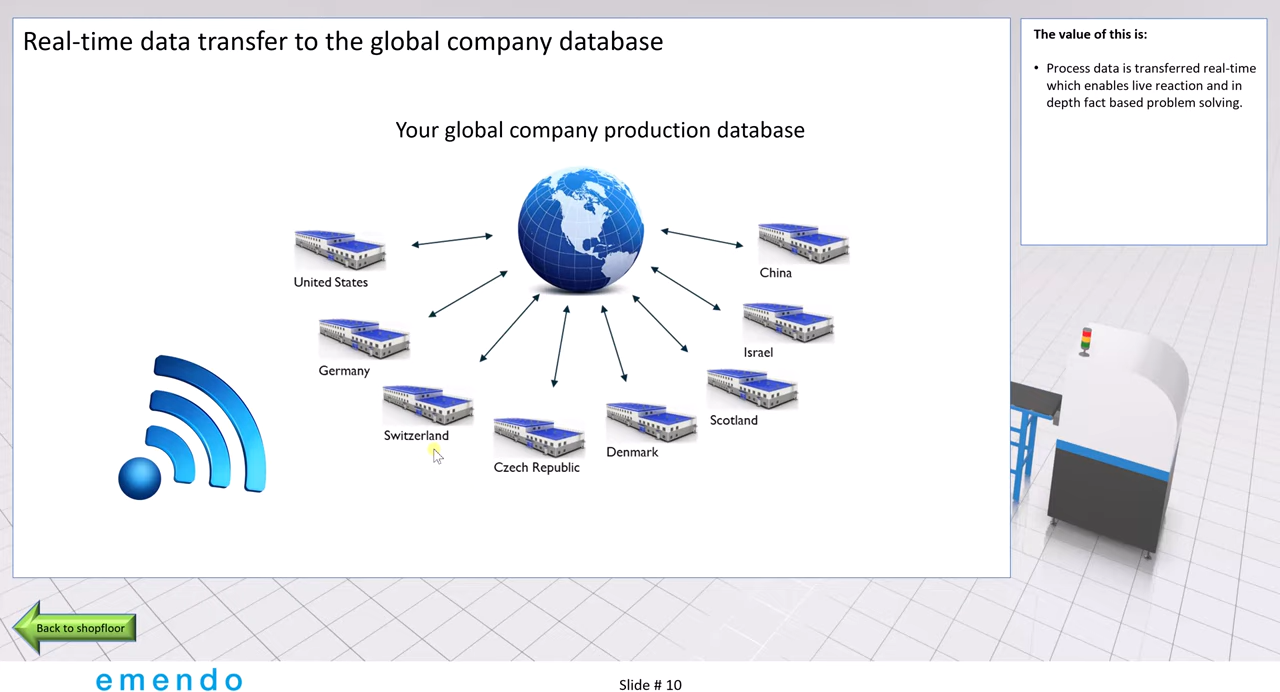 Real-time data transfer to the global company database
The value of this is:
• Process data is transferred real-time
which enables live reaction and in
depth fact based problem solving.
Your global company production database
United States
China
Germany
Israel
Switzerland
Scotland
Czech Republic
Denmark
Back to shopfloor
emendo
Slide # 10